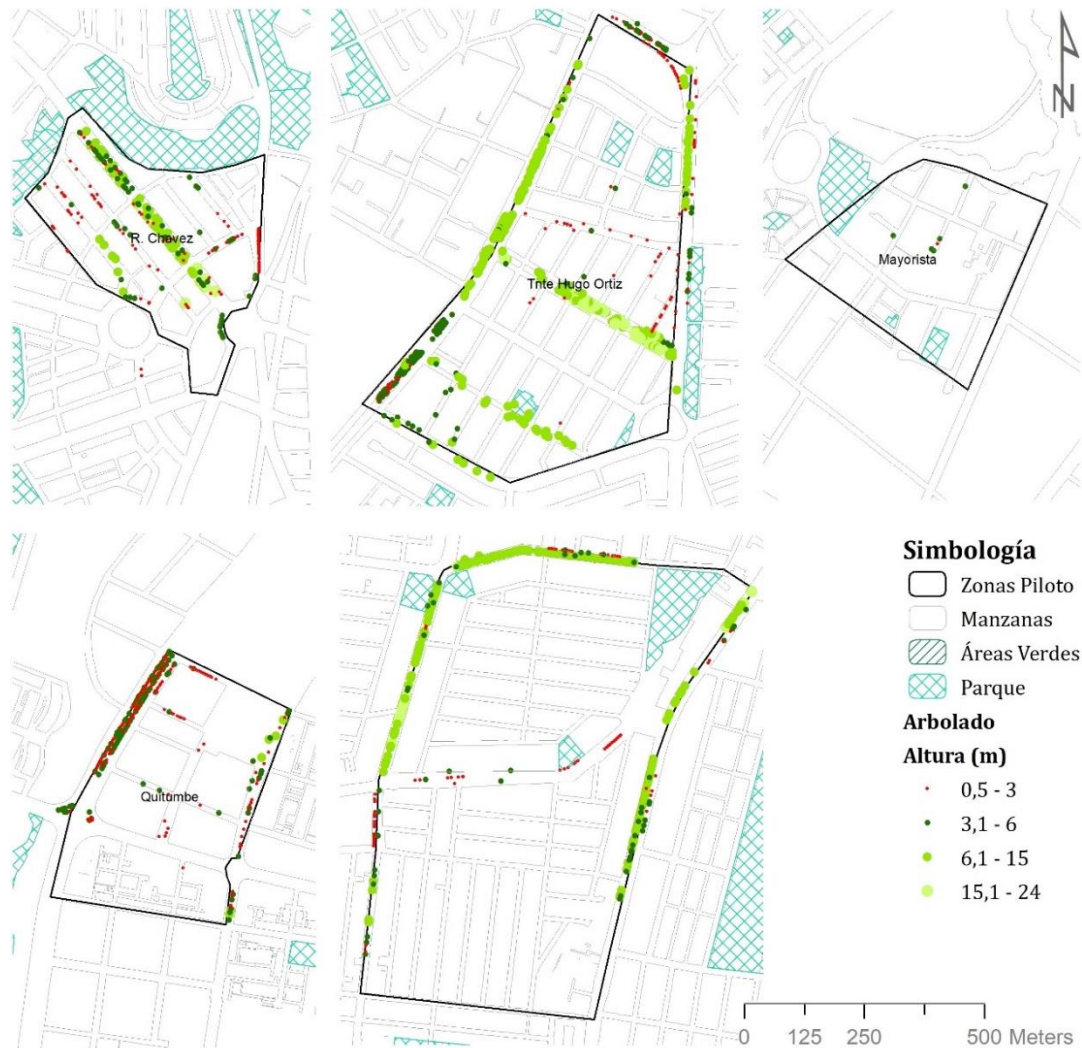 R. Chavez
Tnte Hugo Ortiz
Mayorista
Quitumbe
N
Simbología
Zonas Piloto
Manzanas
Áreas Verdes
Parque
Arbolado
Altura (m)
0,5 - 3
3,1 - 6
6,1 - 15
15,1 - 24
0 125 250 500 Meters